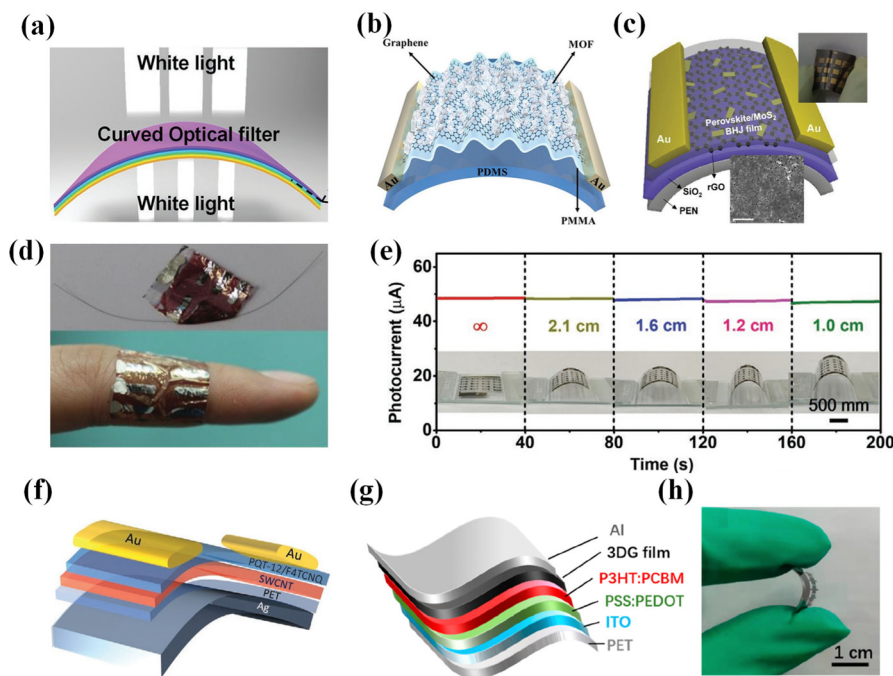 (a)
White light
Curved Optical filter
White light
(b)
Graphene
MOF
Au
PDMS
Au
PMMA
(c)
Au
Perovskite/MoS2
BHJ film
Au
SiO2
rGO
PEN
(d)
(e)
Photocurrent (μA)
60
40
20
0
∞
2.1 cm
1.6 cm
1.2 cm
1.0 cm
500 mm
0
40
80
120
160
200
Time (s)
(f)
Au
Au
PQT-12/F4TCNQ
SWCNT
PET
Ag
(g)
Al
3DG film
P3HT:PCBM
PSS:PEDOT
ITO
PET
(h)
1 cm